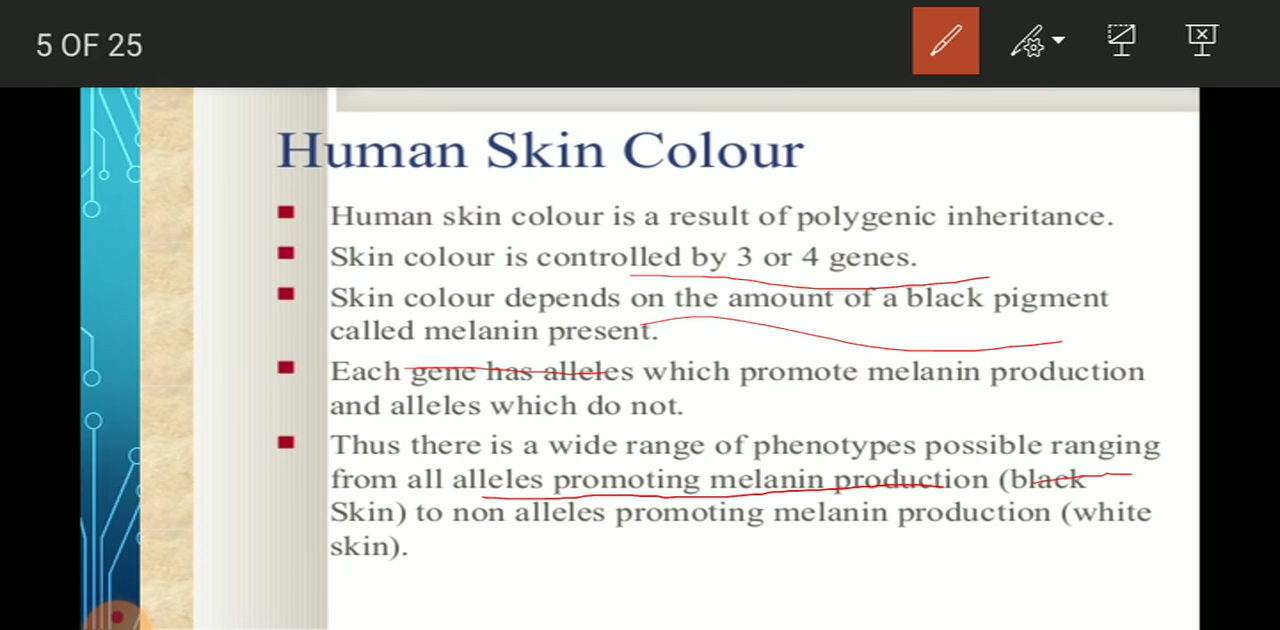 5 OF 25
Human Skin Colour
Human skin colour is a result of polygenic inheritance.
Skin colour is controlled by 3 or 4 genes.
Skin colour depends on the amount of a black pigment
called melanin present.
Each gene has alleles which promote melanin production
and alleles which do not.
Thus there is a wide range of phenotypes possible ranging
from all alleles promoting melanin production (black
Skin) to non alleles promoting melanin production (white
skin).